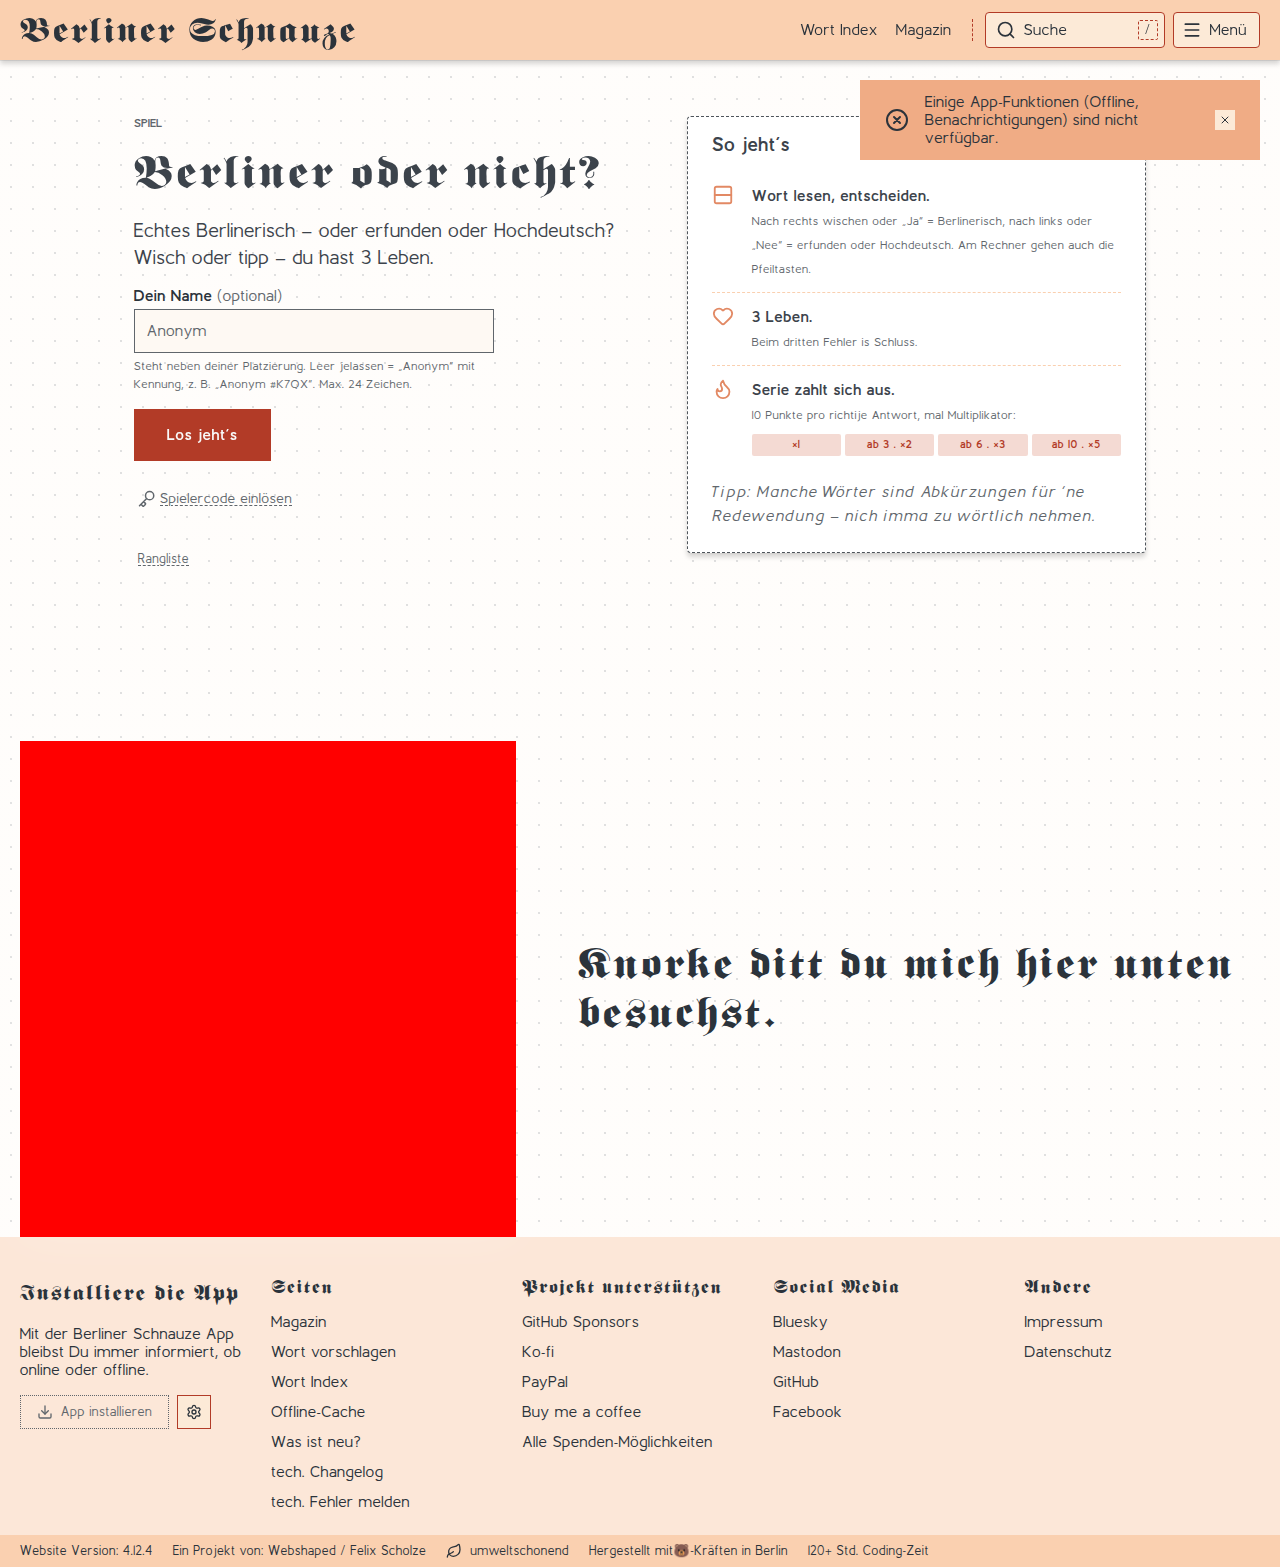 Berliner Schnauze
Wort Index
Magazin
Suche
/
Menü
Einige App-Funktionen (Offline,
Benachrichtigungen) sind nicht
verfügbar.
SPIEL
Berliner oder nicht?
Echtes Berlinerisch – oder erfunden oder Hochdeutsch?
Wisch oder tipp – du hast 3 Leben.
Dein Name (optional)
Anonym
Steht neben deiner Platzierung. Leer jelassen = „Anonym“ mit
Kennung, z. B. „Anonym #K7QX“. Max. 24 Zeichen.
Los jeht’s
Spielercode einlösen
Rangliste
So jeht’s
Wort lesen, entscheiden.
Nach rechts wischen oder „Ja“ = Berlinerisch, nach links oder
„Nee“ = erfunden oder Hochdeutsch. Am Rechner gehen auch die
Pfeiltasten.
3 Leben.
Beim dritten Fehler is Schluss.
Serie zahlt sich aus.
10 Punkte pro richtije Antwort, mal Multiplikator:
×1
ab 3 . ×2
ab 6 . ×3
ab 10 . ×5
Tipp: Manche Wörter sind Abkürzungen für ’ne
Redewendung – nich imma zu wörtlich nehmen.
Knorke ditt du mich hier unten
besuchst.
Installiere die App
Mit der Berliner Schnauze App
bleibst Du immer informiert, ob
online oder offline.
App installieren
Seiten
Magazin
Wort vorschlagen
Wort Index
Offline-Cache
Was ist neu?
tech. Changelog
tech. Fehler melden
Projekt unterstützen
GitHub Sponsors
Ko-fi
PayPal
Buy me a coffee
Alle Spenden-Möglichkeiten
Social Media
Bluesky
Mastodon
GitHub
Facebook
Andere
Impressum
Datenschutz
Website Version: 4.12.4
Ein Projekt von: Webshaped / Felix Scholze
umweltschonend
Hergestellt mit🐻-Kräften in Berlin
120+ Std. Coding-Zeit